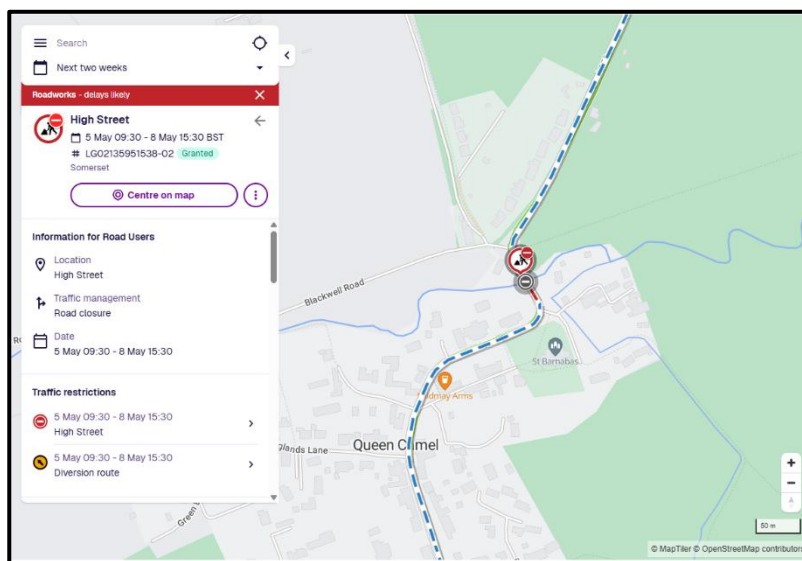 Search
Next two weeks
Roadworks - delays likely
High Street
5 May 09:30 - 8 May 15:30 BST
# LG02135951538-02 Granted
Somerset
Centre on map
Information for Road Users
Location
High Street
Traffic management
Road closure
Date
5 May 09:30 - 8 May 15:30
Traffic restrictions
5 May 09:30 - 8 May 15:30
High Street
5 May 09:30 - 8 May 15:30
Diversion route
Blackwell Road
St Barnabas
Arms
Queen Camel
Lane
Green
50 m
© MapTiler © OpenStreetMap contributors